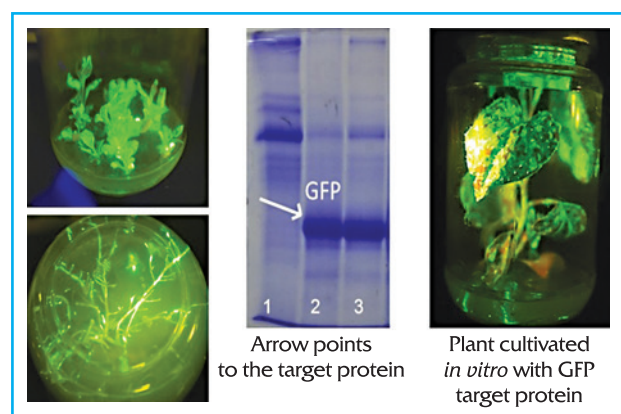 GFP
1 2 3
Arrow points
to the target protein
Plant cultivated
in vitro with GFP
target protein